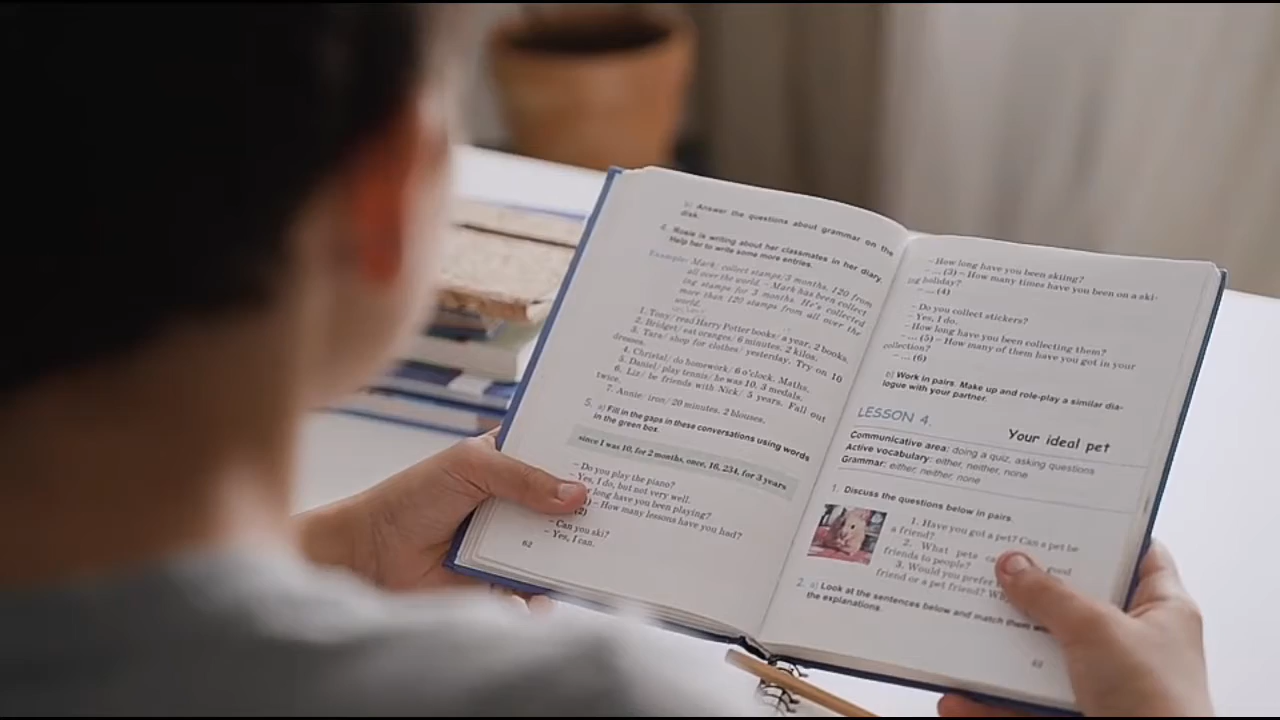 b) Answer the questions about grammar on the
disk.
4. Rosie is writing about her classmates in her diary.
Help her to write some more entries.
Example: Mark/ collect stamps/3 months, 120 from
all over the world. – Mark has been collect
ing stamps for 3 months. He's collected
more than 120 stamps from all over the
world.
1. Tony/ read Harry Potter books/ a year, 2 books.
2. Bridget/ eat oranges/ 6 minutes, 2 kilos.
3. Tara/ shop for clothes/ yesterday. Try on 10
dresses.
4. Christal/ do homework/ 6 o'clock. Maths.
5. Daniel/ play tennis/ he was 10, 3 medals.
6. Liz/ be friends with Nick/ 5 years. Fall out
twice.
7. Annie: iron/ 20 minutes, 2 blouses.
5. a) Fill in the gaps in these conversations using words
in the green box.
since I was 10, for 2 months, once, 16, 234, for 3 years
– Do you play the piano?
– Yes, I do, but not very well.
long have you been playing?
– How many lessons have you had?
(2)
– Can you ski?
– Yes, I can.
62
– How long have you been skiing?
– ... (3) – How many times have you been on a ski-
ing holiday?
– ... (4)
– Do you collect stickers?
– Yes, I do.
– How long have you been collecting them?
– ... (5) – How many of them have you got in your
collection?
– ... (6)
b) Work in pairs. Make up and role-play a similar dia-
logue with your partner.
LESSON 4.
Your ideal pet
Communicative area: doing a quiz, asking questions
Active vocabulary: either, neither, none
Grammar: either, neither, none
1. Discuss the questions below in pairs.
1. Have you got a pet? Can a pet be
a friend?
2. What pets good
friends to people?
3. Would you prefer
friend or a pet friend?
2. a) Look at the sentences below and match them
the explanations.